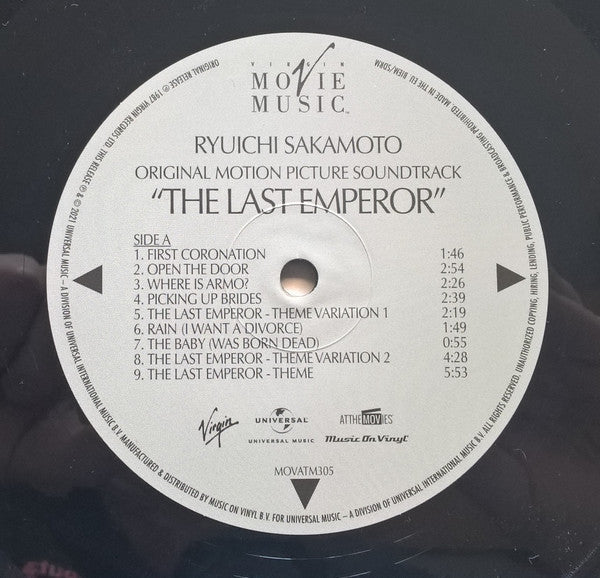 VIRGIN
MOVIE
MUSIC™
RYUICHI SAKAMOTO
ORIGINAL MOTION PICTURE SOUNDTRACK
“THE LAST EMPEROR”
SIDE A
1. FIRST CORONATION 1:46
2. OPEN THE DOOR 2:54
3. WHERE IS ARMO? 2:26
4. PICKING UP BRIDES 2:39
5. THE LAST EMPEROR - THEME VARIATION 1 2:19
6. RAIN (I WANT A DIVORCE) 1:49
7. THE BABY (WAS BORN DEAD) 0:55
8. THE LAST EMPEROR - THEME VARIATION 2 4:28
9. THE LAST EMPEROR - THEME 5:53
Virgin
UNIVERSAL
UNIVERSAL MUSIC
ATTHEMOVIES
Music On Vinyl
MOVATM305
ORIGINAL RELEASE ℗ 1987 VIRGIN RECORDS LTD. THIS RELEASE ℗ & © 2021 UNIVERSAL MUSIC – A DIVISION OF UNIVERSAL INTERNATIONAL MUSIC B.V. MANUFACTURED & DISTRIBUTED BY MUSIC ON VINYL B.V. FOR UNIVERSAL MUSIC – A DIVISION OF UNIVERSAL INTERNATIONAL MUSIC B.V. ALL RIGHTS RESERVED. UNAUTHORIZED COPYING, HIRING, LENDING, PUBLIC PERFORMANCE & BROADCASTING PROHIBITED. MADE IN THE EU BIEM/SDRM